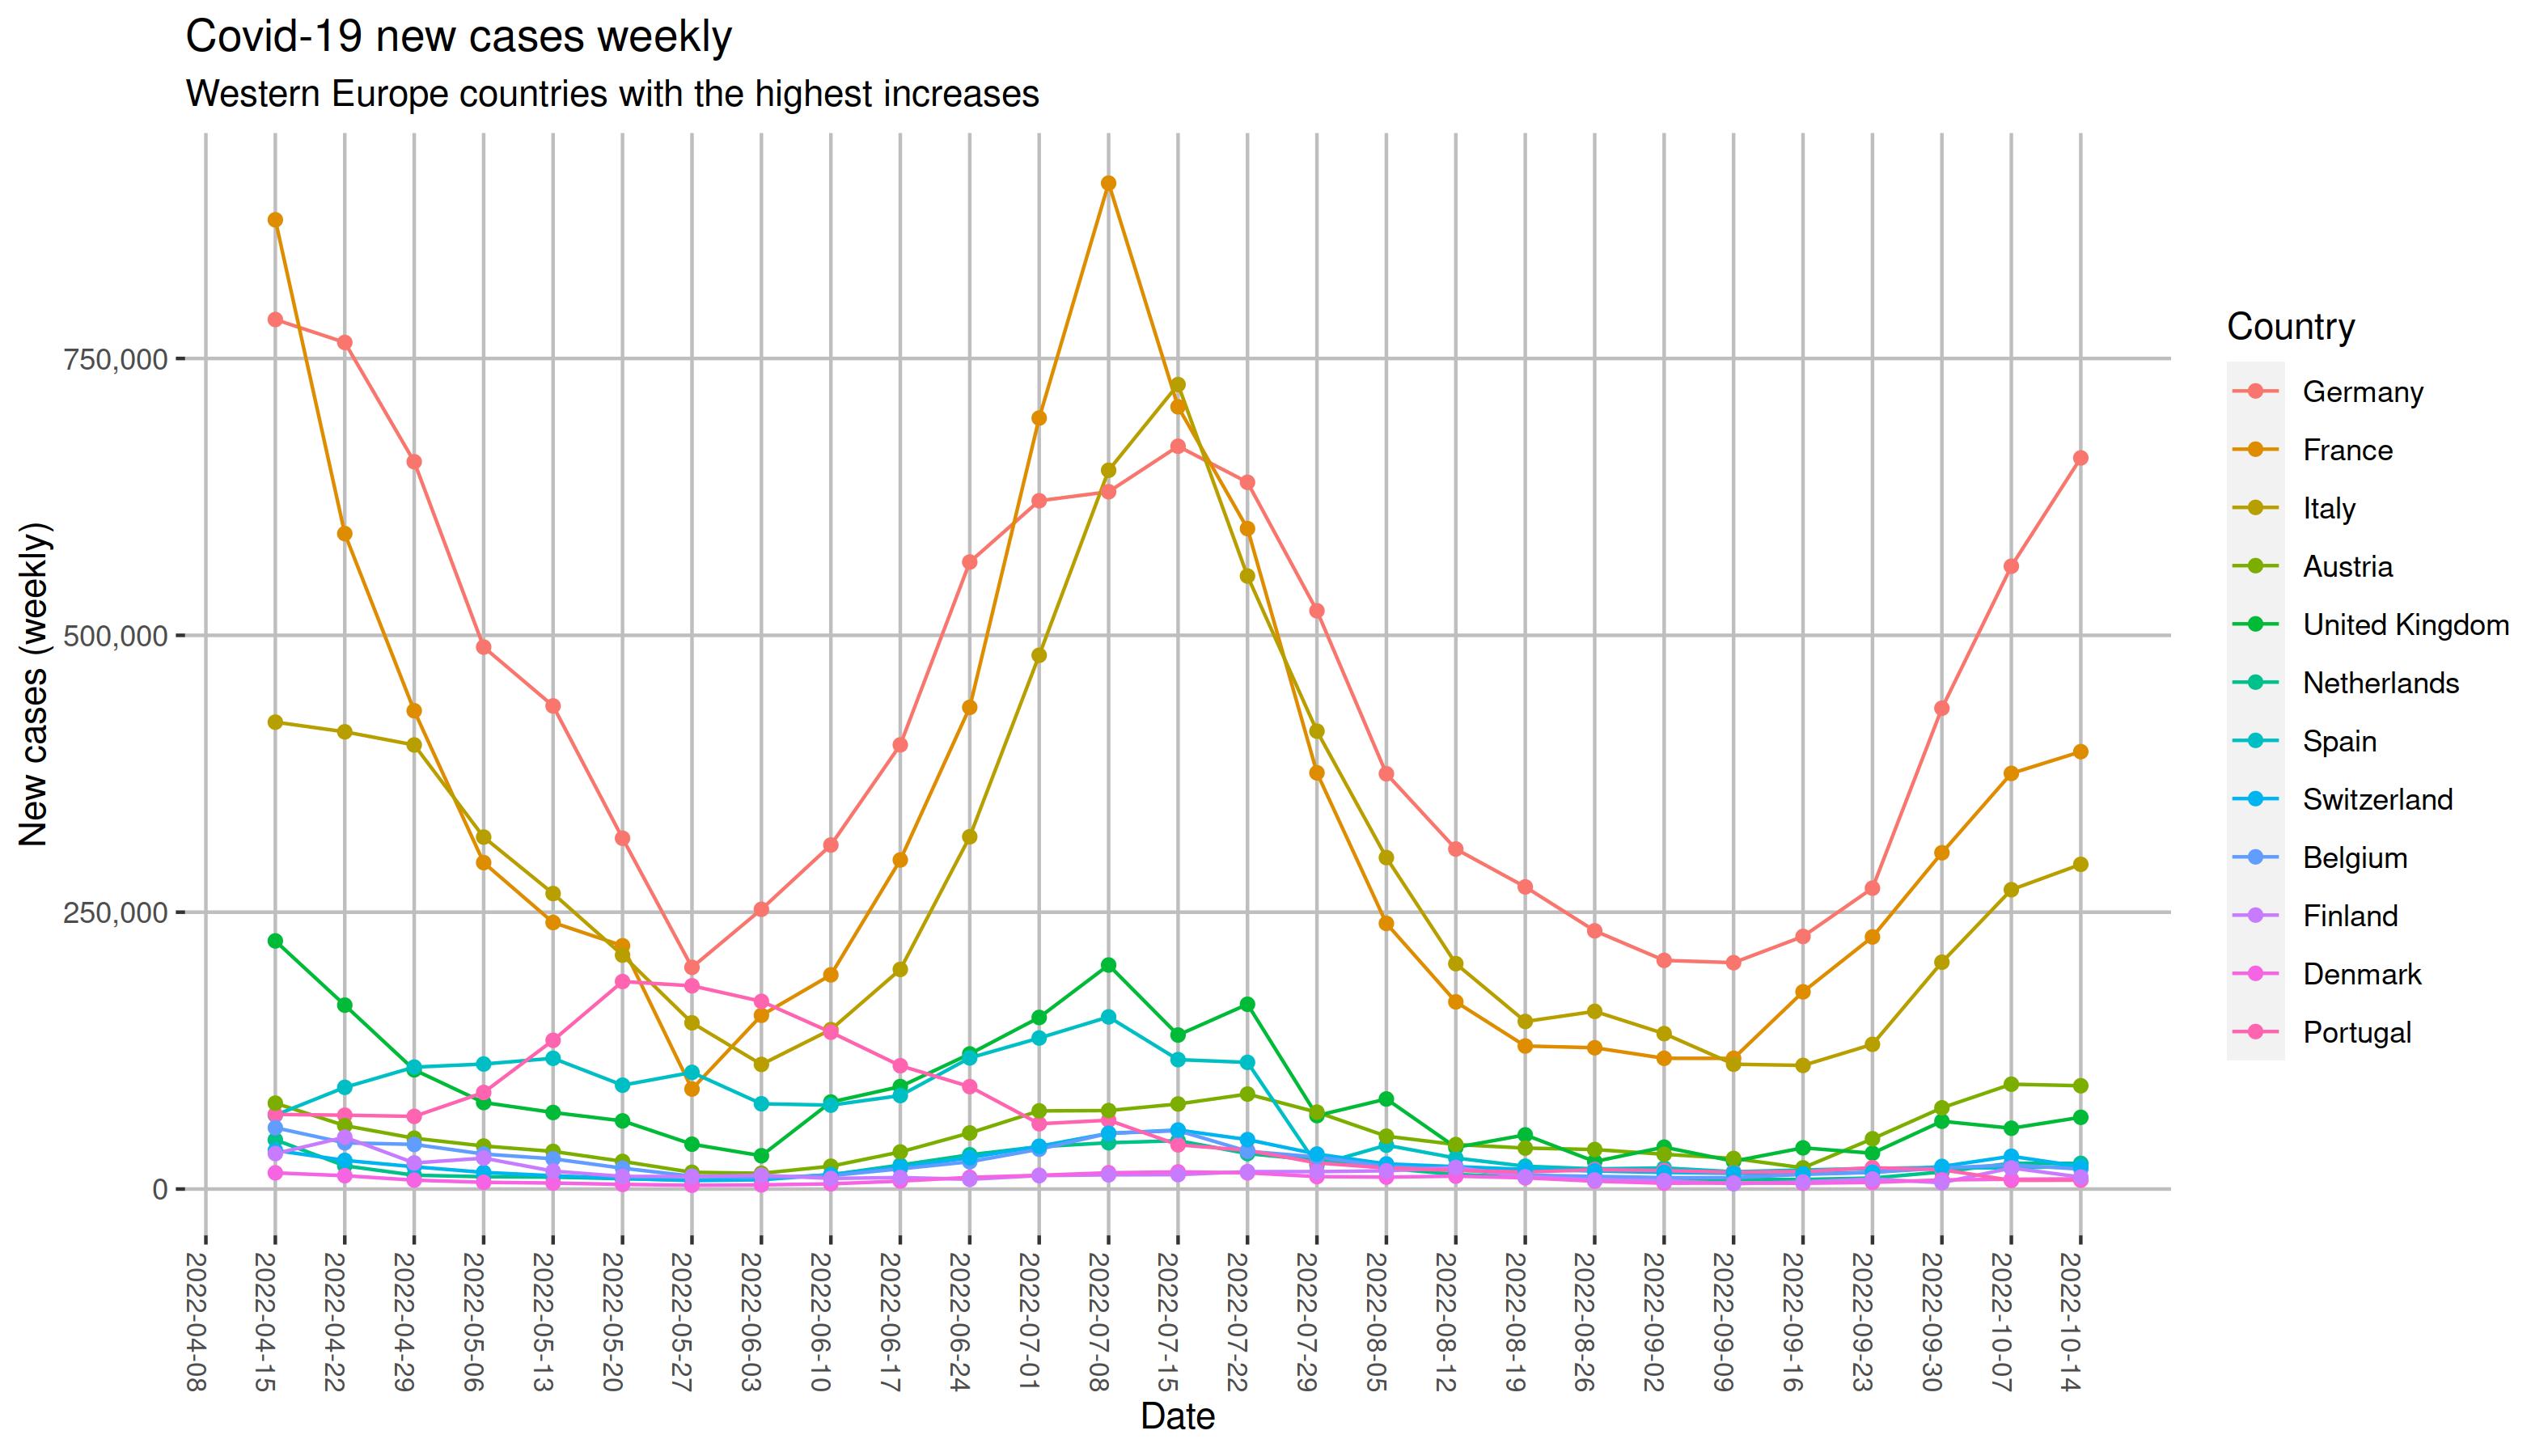 Covid-19 new cases weekly
Western Europe countries with the highest increases
New cases (weekly)
750,000
500,000
250,000
0
2022-04-08
2022-04-15
2022-04-22
2022-04-29
2022-05-06
2022-05-13
2022-05-20
2022-05-27
2022-06-03
2022-06-10
2022-06-17
2022-06-24
2022-07-01
2022-07-08
2022-07-15
2022-07-22
2022-07-29
2022-08-05
2022-08-12
2022-08-19
2022-08-26
2022-09-02
2022-09-09
2022-09-16
2022-09-23
2022-09-30
2022-10-07
2022-10-14
Date
Country
Germany
France
Italy
Austria
United Kingdom
Netherlands
Spain
Switzerland
Belgium
Finland
Denmark
Portugal